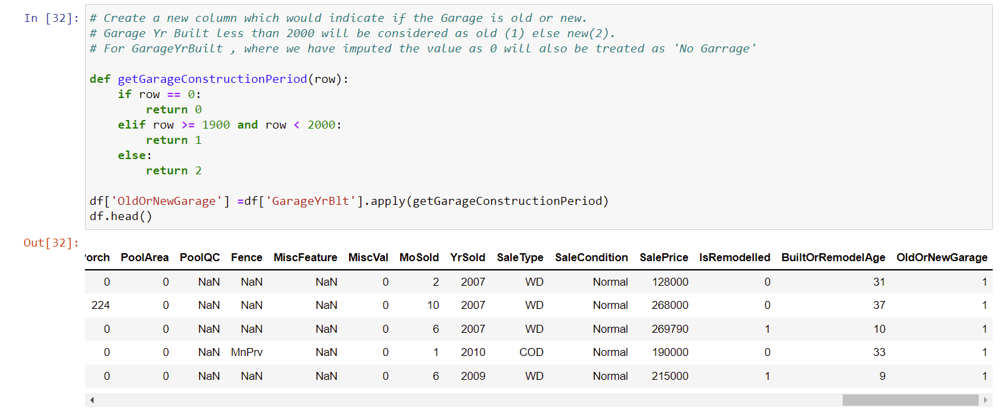 In [32]: # Create a new column which would indicate if the Garage is old or new.
# Garage Yr Built less than 2000 will be considered as old (1) else new(2).
# For GarageYrBuilt , where we have imputed the value as 0 will also be treated as 'No Garrage'
def getGarageConstructionPeriod(row):
    if row == 0:
        return 0
    elif row >= 1900 and row < 2000:
        return 1
    else:
        return 2
df['OldOrNewGarage'] =df['GarageYrBlt'].apply(getGarageConstructionPeriod)
df.head()
Out[32]:
orch PoolArea PoolQC Fence MiscFeature MiscVal MoSold YrSold SaleType SaleCondition SalePrice IsRemodelled BuiltOrRemodelAge OldOrNewGarage
0 0 NaN NaN NaN 0 2 2007 WD Normal 128000 0 31 1
224 0 NaN NaN NaN 0 10 2007 WD Normal 268000 0 37 1
0 0 NaN NaN NaN 0 6 2007 WD Normal 269790 1 10 1
0 0 NaN MnPrv NaN 0 1 2010 COD Normal 190000 0 33 1
0 0 NaN NaN NaN 0 6 2009 WD Normal 215000 1 9 1